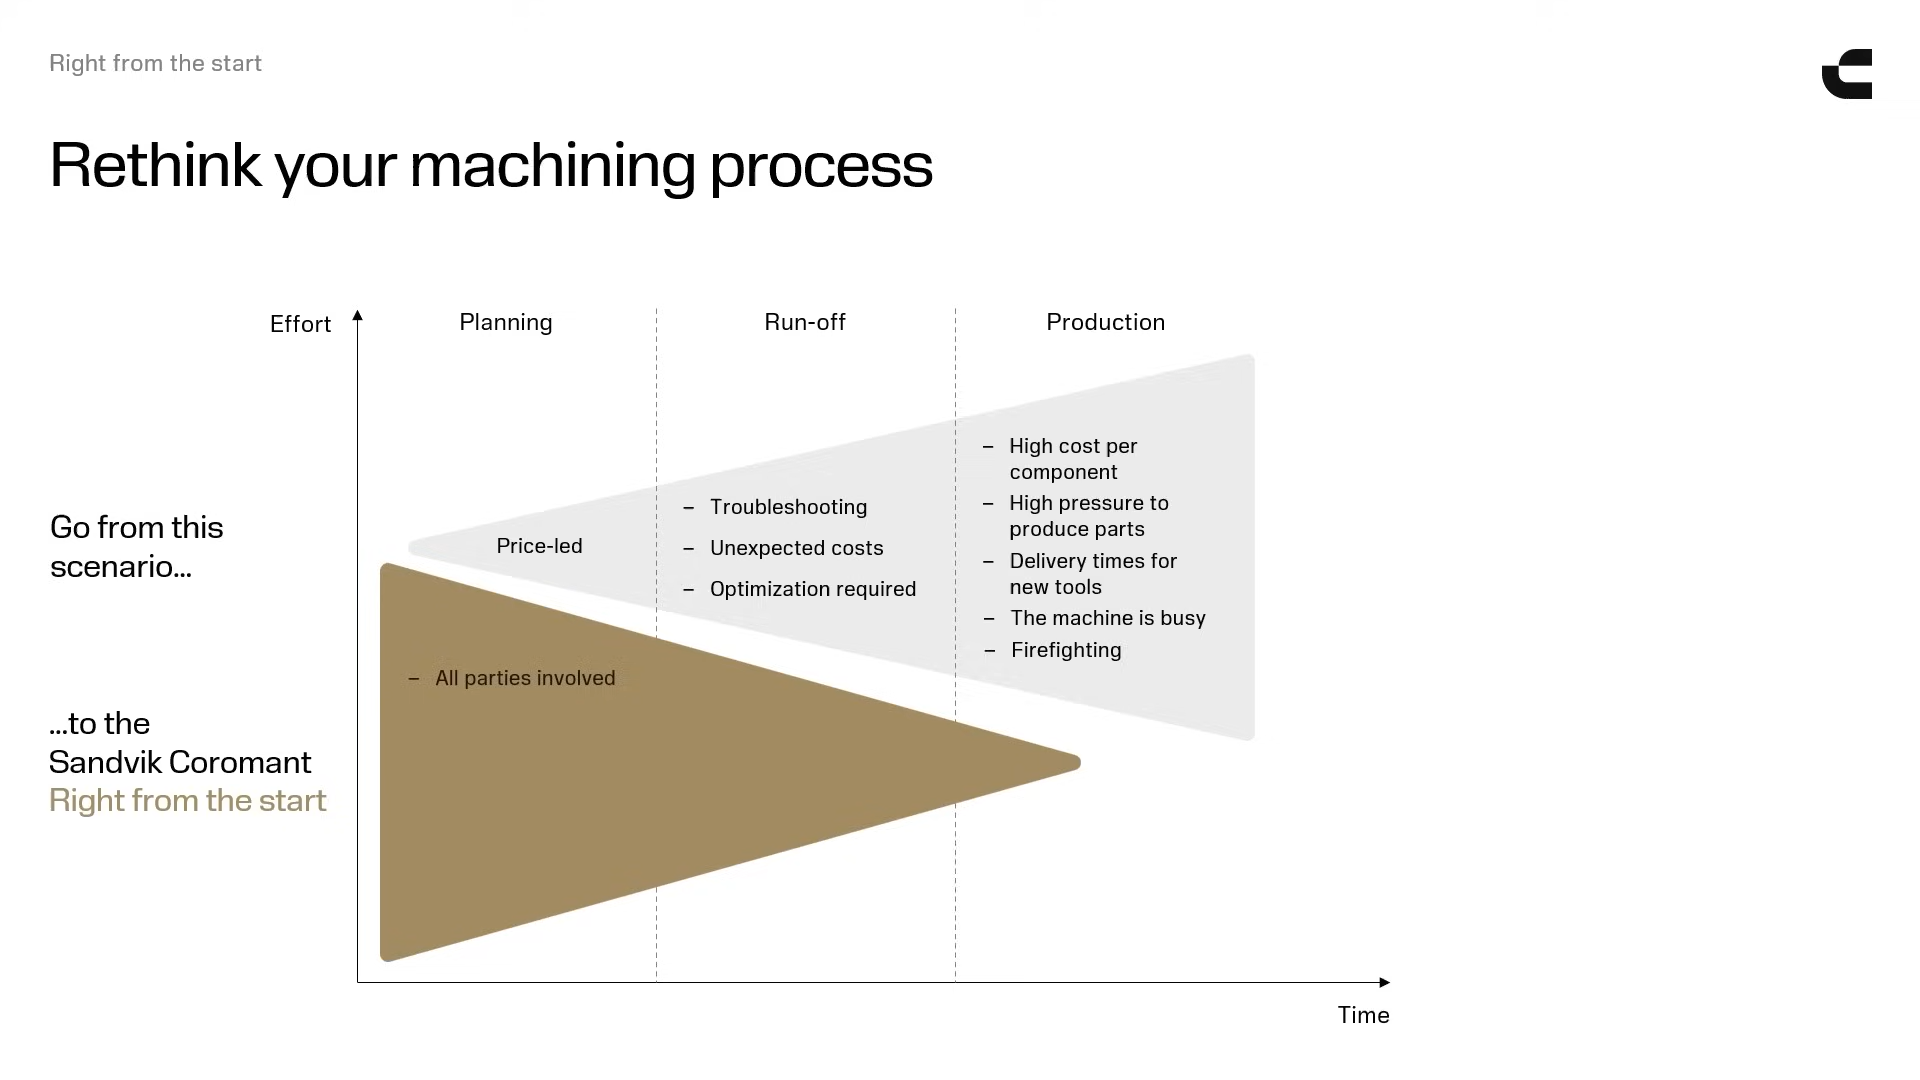 Right from the start
Rethink your machining process
Effort
Planning
Run-off
Production
Go from this
scenario...
Price-led
– Troubleshooting
– Unexpected costs
– Optimization required
– High cost per
component
– High pressure to
produce parts
– Delivery times for
new tools
– The machine is busy
– Firefighting
...to the
Sandvik Coromant
Right from the start
– All parties involved
Time